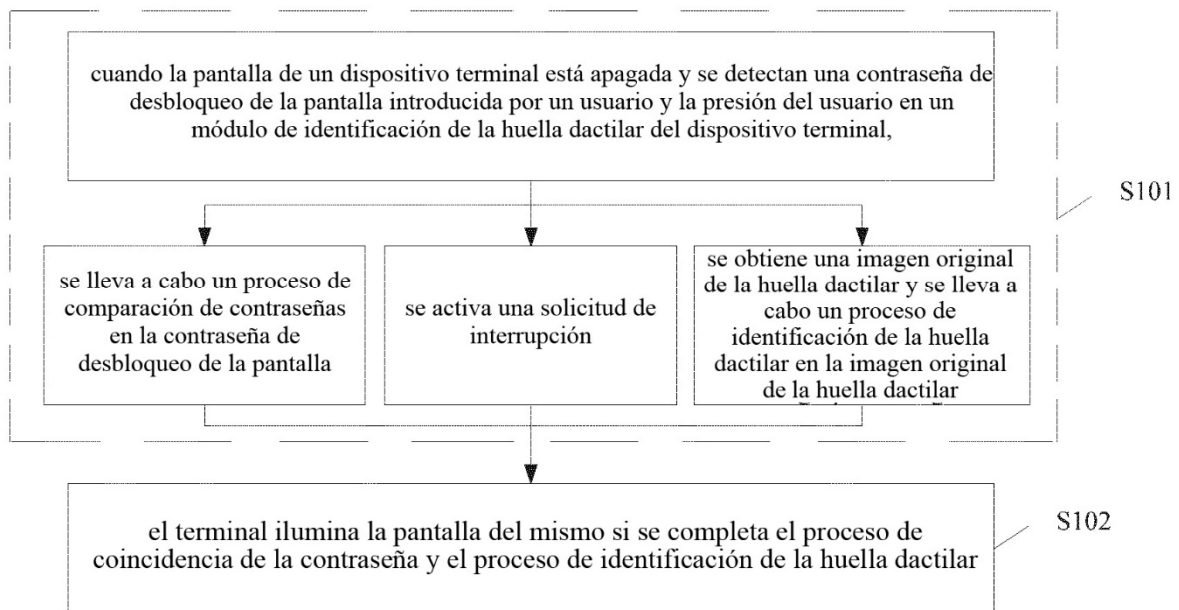 cuando la pantalla de un dispositivo terminal está apagada y se detectan una contraseña de
desbloqueo de la pantalla introducida por un usuario y la presión del usuario en un
módulo de identificación de la huella dactilar del dispositivo terminal,
S101
se lleva a cabo un proceso de
comparación de contraseñas
en la contraseña de
desbloqueo de la pantalla
se activa una solicitud de
interrupción
se obtiene una imagen original
de la huella dactilar y se lleva a
cabo un proceso de
identificación de la huella
dactilar en la imagen original
de la huella dactilar
el terminal ilumina la pantalla del mismo si se completa el proceso de
coincidencia de la contraseña y el proceso de identificación de la huella dactilar
S102